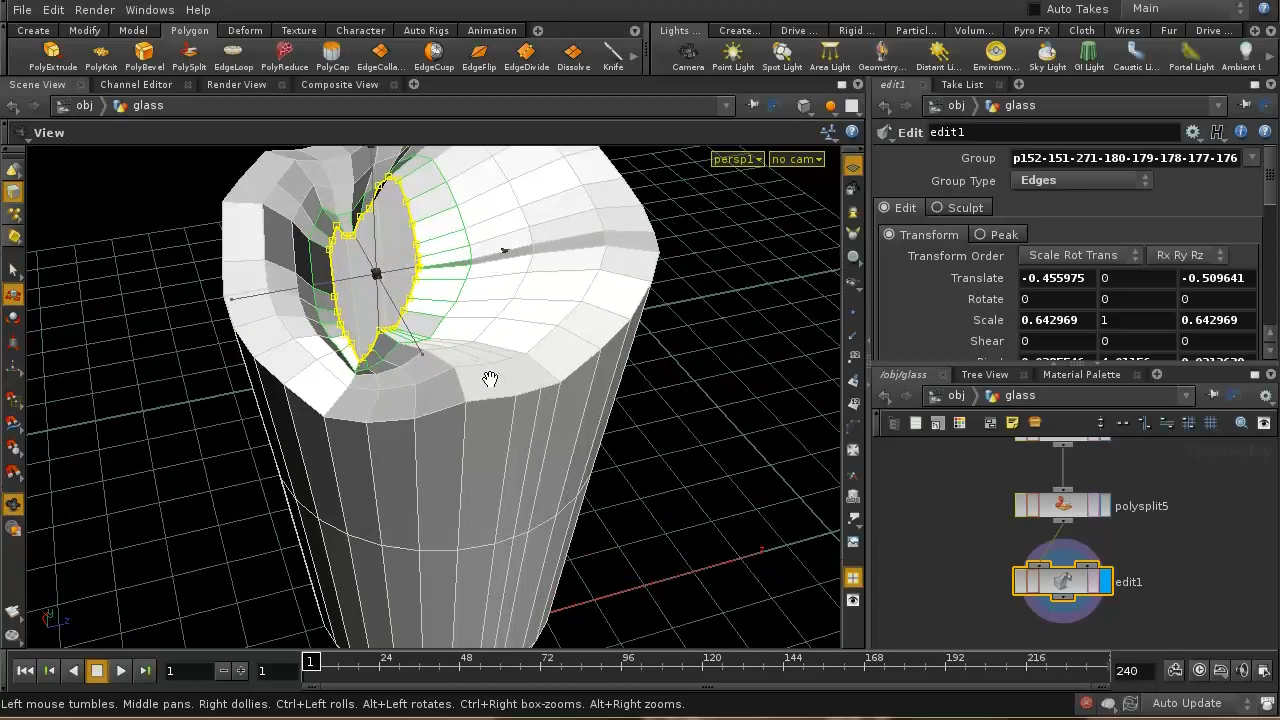 File Edit Render Windows Help Auto Takes Main
Create Modify Model Polygon Deform Texture Character Auto Rigs Animation Lights ... Create... Drive ... Rigid ... Particl... Volum... Pyro FX Cloth Wires Fur Drive ...
PolyExtrude PolyKnit PolyBevel PolySplit EdgeLoop PolyReduce PolyCap EdgeColla... EdgeCusp EdgeFlip EdgeDivide Dissolve Knife Camera Point Light Spot Light Area Light Geometry... Distant Li... Environm... Sky Light GI Light Caustic Li... Portal Light Ambient l
Scene View Channel Editor Render View Composite View edit1 Take List
obj glass obj glass
View Edit edit1
persp1 no cam
Group p152-151-271-180-179-178-177-176
Group Type Edges
Edit Sculpt
Transform Peak
Transform Order Scale Rot Trans Rx Ry Rz
Translate -0.455975 0 -0.509641
Rotate 0 0 0
Scale 0.642969 1 0.642969
Shear 0 0 0
/obj/glass Tree View Material Palette
obj glass
polysplit5
edit1
z
y z
1 1 1 24 48 72 96 120 144 168 192 216 240
Left mouse tumbles. Middle pans. Right dollies. Ctrl+Left rolls. Alt+Left rotates. Ctrl+Right box-zooms. Alt+Right zooms. Auto Update